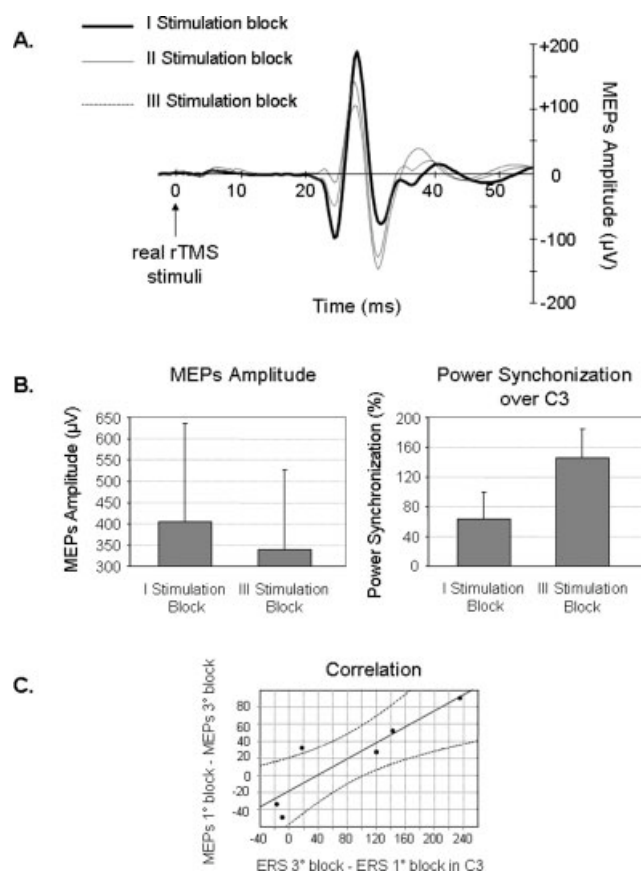 A.
I Stimulation block
II Stimulation block
III Stimulation block
+200
+100
0
-100
-200
MEPs Amplitude (µV)
0 10 20 30 40 50
real rTMS
stimuli
Time (ms)
B.
MEPs Amplitude
650
600
550
500
450
400
350
300
MEPs Amplitude (µV)
I Stimulation
Block
III Stimulation
Block
Power Synchonization
over C3
200
160
120
80
40
0
Power Synchronization (%)
I Stimulation
Block
III Stimulation
Block
C.
Correlation
MEPs 1° block - MEPs 3° block
80
60
40
20
0
-20
-40
-60
-40 0 40 80 120 160 200 240
ERS 3° block - ERS 1° block in C3